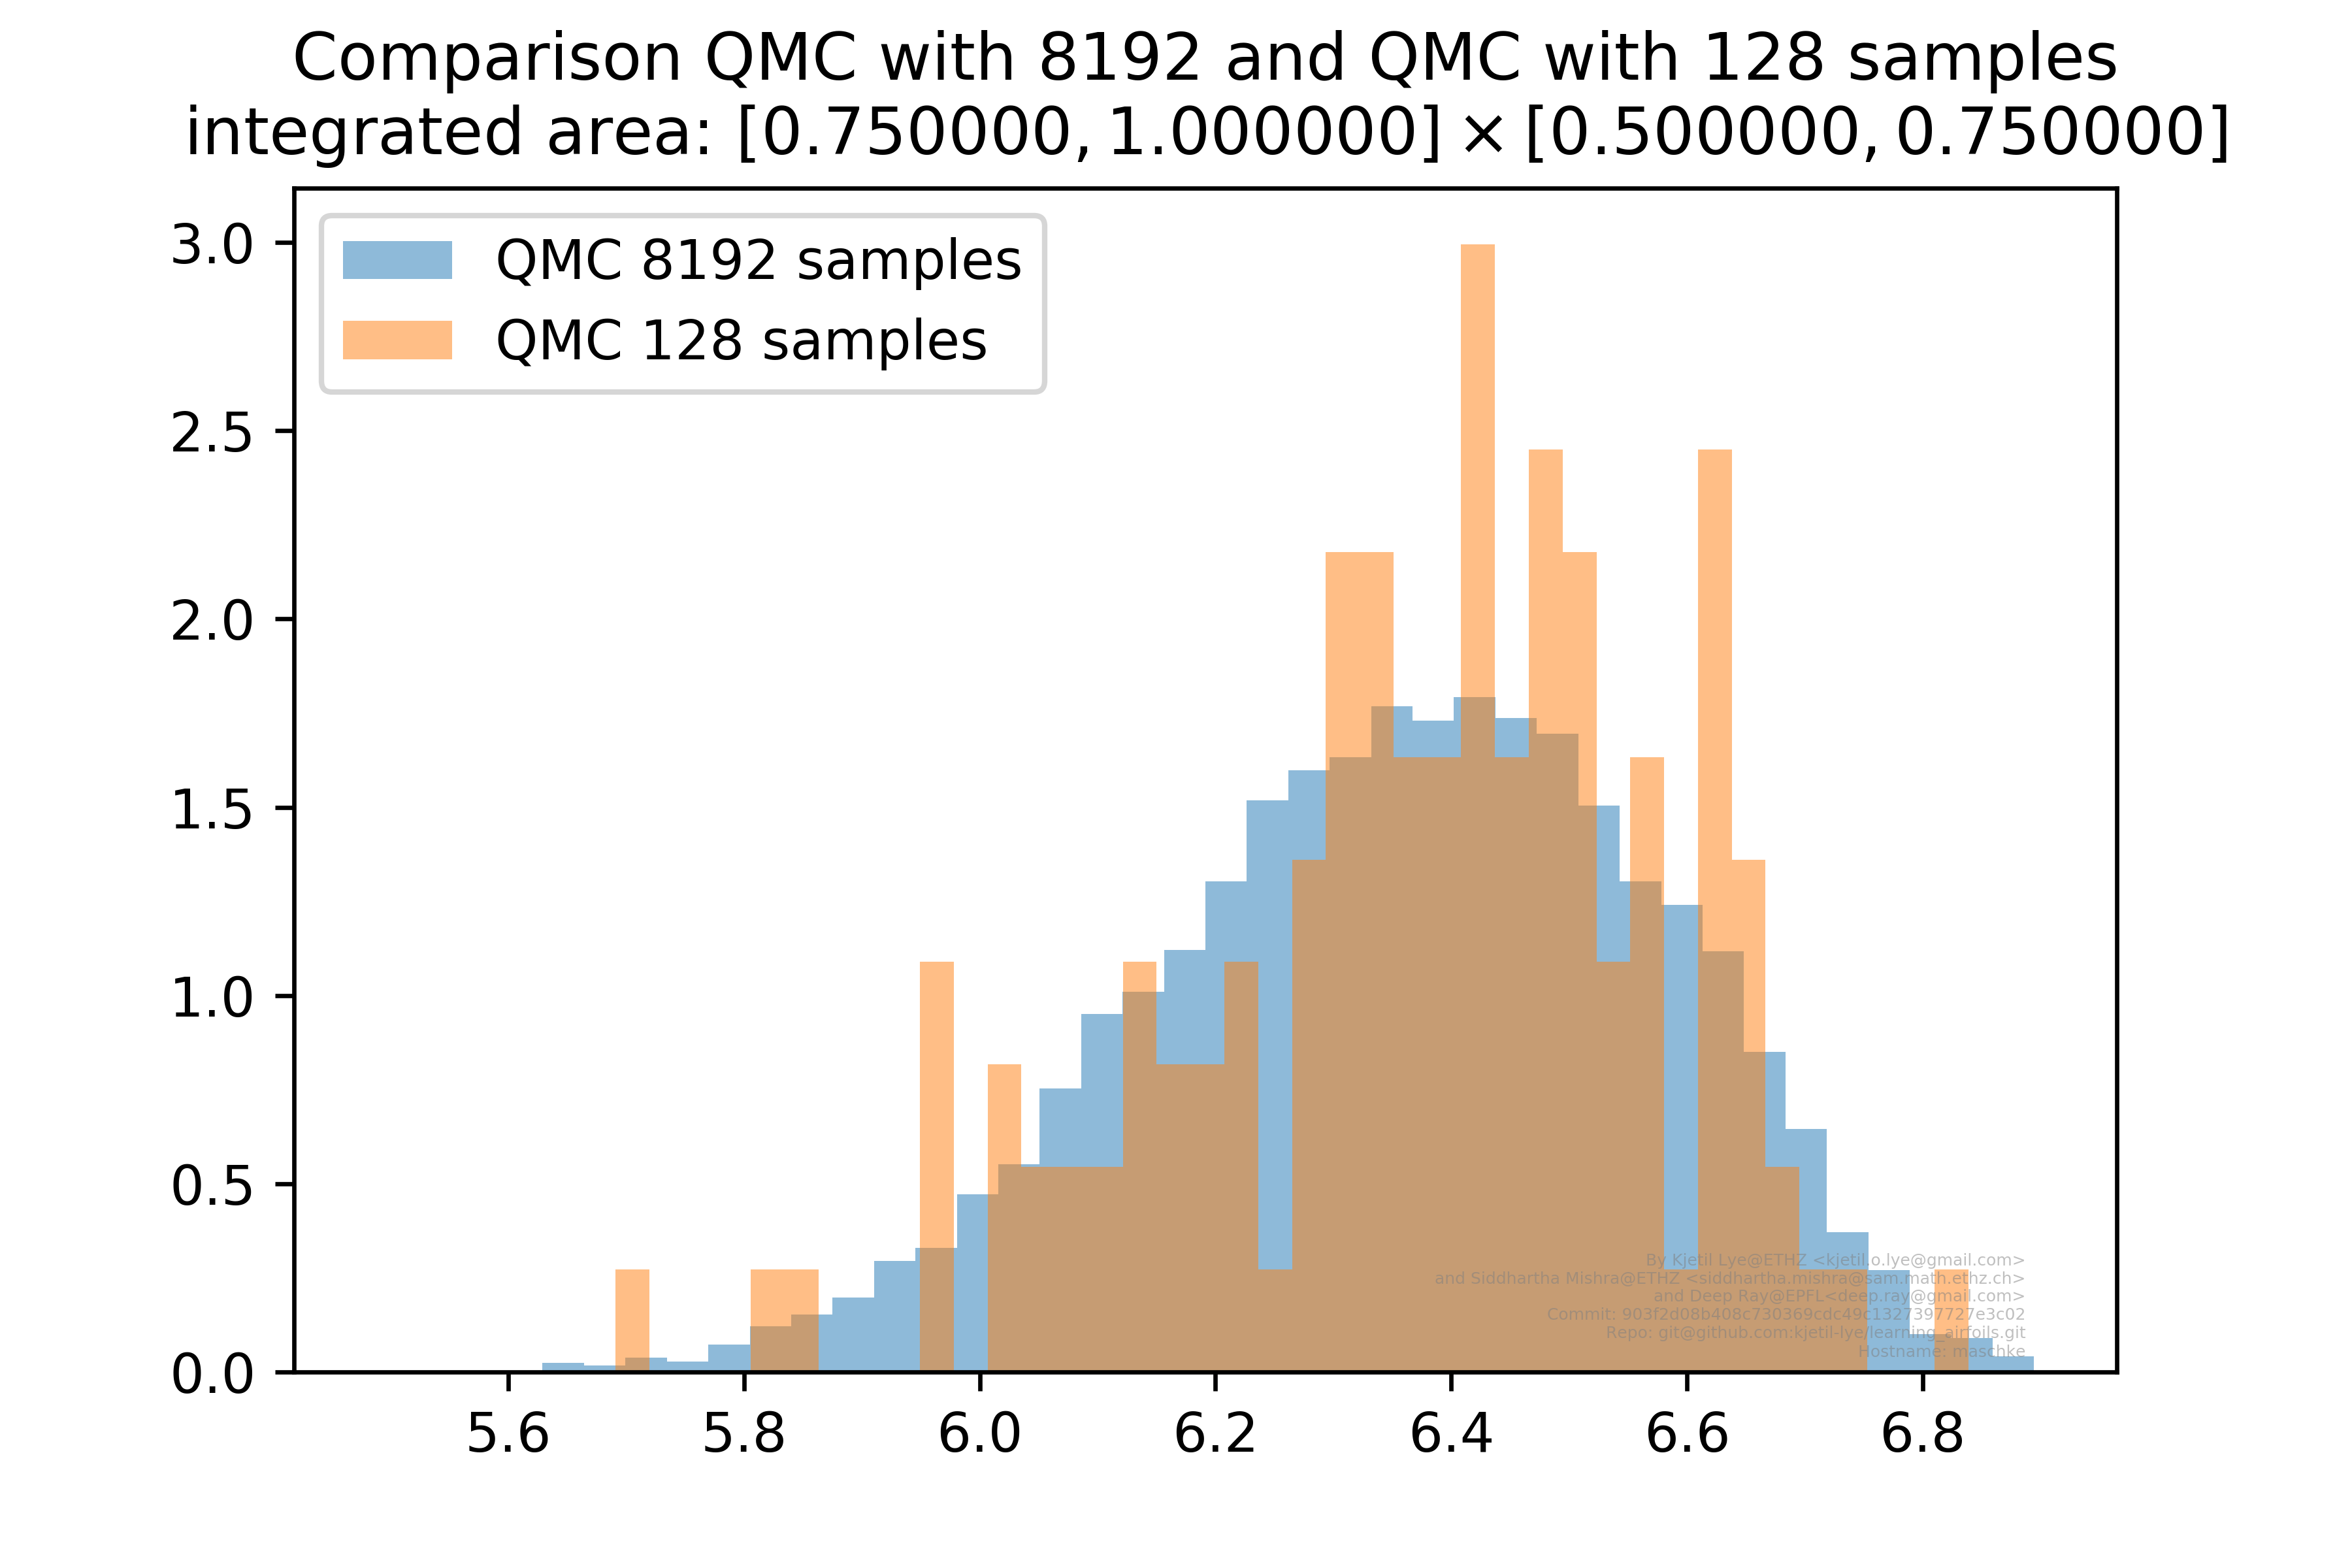 Comparison QMC with 8192 and QMC with 128 samples
integrated area: [0.750000, 1.000000] × [0.500000, 0.750000]
QMC 8192 samples
QMC 128 samples
3.0
2.5
2.0
1.5
1.0
0.5
0.0
5.6 5.8 6.0 6.2 6.4 6.6 6.8
By Kjetil Lye@ETHZ <kjetil.o.lye@gmail.com>
and Siddhartha Mishra@ETHZ <siddhartha.mishra@sam.math.ethz.ch>
and Deep Ray@EPFL<deep.ray@gmail.com>
Commit: 903f2d08b408c730369cdc49c1327397727e3c02
Repo: git@github.com:kjetil-lye/learning_airfoils.git
Hostname: maschke